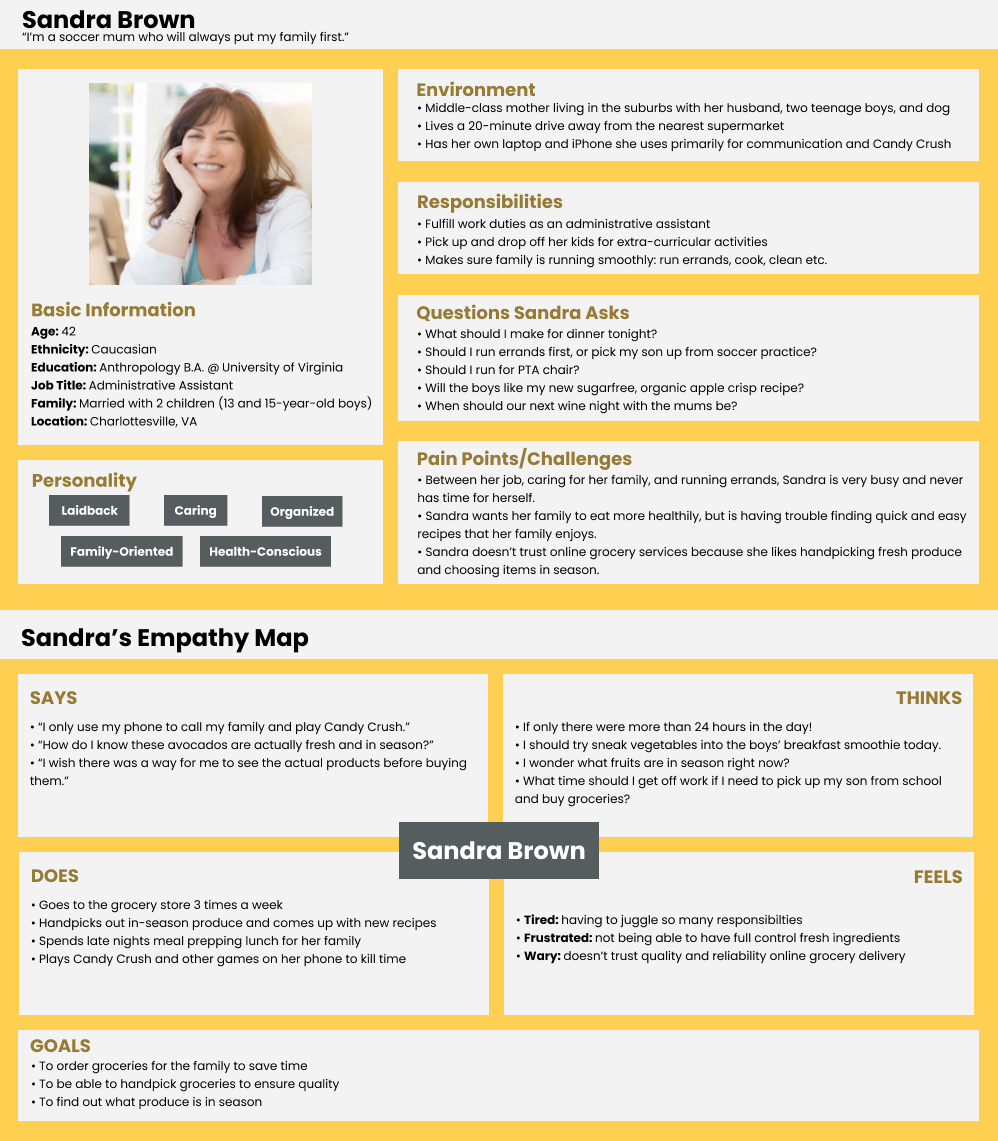 Sandra Brown
“I’m a soccer mum who will always put my family first.”
Basic Information
Age: 42
Ethnicity: Caucasian
Education: Anthropology B.A. @ University of Virginia
Job Title: Administrative Assistant
Family: Married with 2 children (13 and 15-year-old boys)
Location: Charlottesville, VA
Personality
Laidback
Caring
Organized
Family-Oriented
Health-Conscious
Environment
• Middle-class mother living in the suburbs with her husband, two teenage boys, and dog
• Lives a 20-minute drive away from the nearest supermarket
• Has her own laptop and iPhone she uses primarily for communication and Candy Crush
Responsibilities
• Fulfill work duties as an administrative assistant
• Pick up and drop off her kids for extra-curricular activities
• Makes sure family is running smoothly: run errands, cook, clean etc.
Questions Sandra Asks
• What should I make for dinner tonight?
• Should I run errands first, or pick my son up from soccer practice?
• Should I run for PTA chair?
• Will the boys like my new sugarfree, organic apple crisp recipe?
• When should our next wine night with the mums be?
Pain Points/Challenges
• Between her job, caring for her family, and running errands, Sandra is very busy and never
has time for herself.
• Sandra wants her family to eat more healthily, but is having trouble finding quick and easy
recipes that her family enjoys.
• Sandra doesn’t trust online grocery services because she likes handpicking fresh produce
and choosing items in season.
Sandra’s Empathy Map
SAYS
• “I only use my phone to call my family and play Candy Crush.”
• “How do I know these avocados are actually fresh and in season?”
• “I wish there was a way for me to see the actual products before buying
them.”
THINKS
• If only there were more than 24 hours in the day!
• I should try sneak vegetables into the boys’ breakfast smoothie today.
• I wonder what fruits are in season right now?
• What time should I get off work if I need to pick up my son from school
and buy groceries?
Sandra Brown
DOES
• Goes to the grocery store 3 times a week
• Handpicks out in-season produce and comes up with new recipes
• Spends late nights meal prepping lunch for her family
• Plays Candy Crush and other games on her phone to kill time
FEELS
• Tired: having to juggle so many responsibilties
• Frustrated: not being able to have full control fresh ingredients
• Wary: doesn’t trust quality and reliability online grocery delivery
GOALS
• To order groceries for the family to save time
• To be able to handpick groceries to ensure quality
• To find out what produce is in season